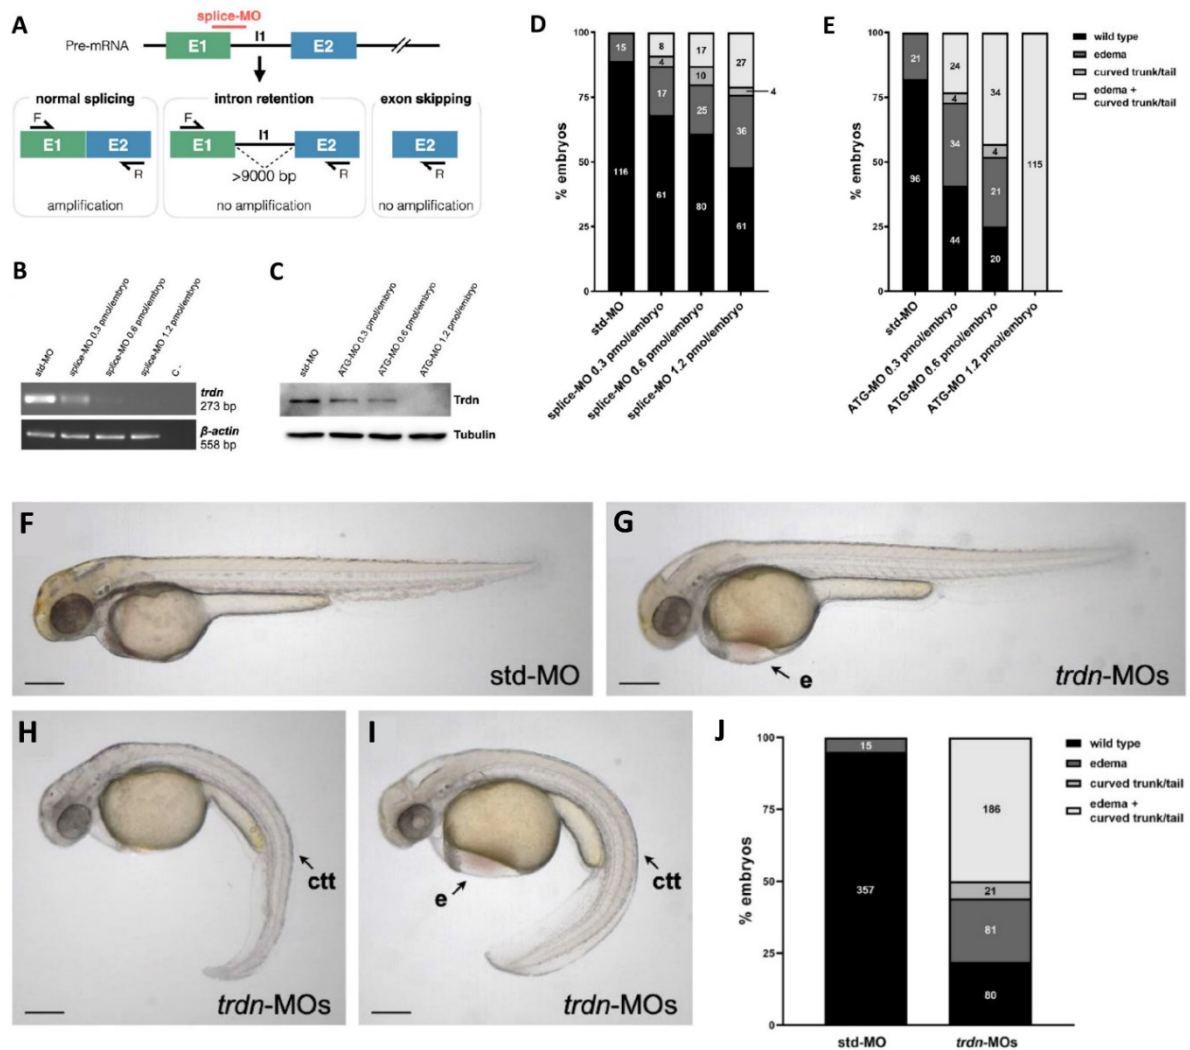 A
splice-MO
Pre-mRNA
E1
I1
E2
normal splicing
F
E1
E2
R
amplification
intron retention
F
E1
I1
E2
>9000 bp
R
no amplification
exon skipping
E2
R
no amplification
B
std-MO
splice-MO 0.3 pmol/embryo
splice-MO 0.6 pmol/embryo
splice-MO 1.2 pmol/embryo
C -
trdn
273 bp
β-actin
558 bp
C
std-MO
ATG-MO 0.3 pmol/embryo
ATG-MO 0.6 pmol/embryo
ATG-MO 1.2 pmol/embryo
Trdn
Tubulin
D
% embryos
100
75
50
25
0
15
116
8
4
17
61
17
10
25
80
27
4
36
61
std-MO
splice-MO 0.3 pmol/embryo
splice-MO 0.6 pmol/embryo
splice-MO 1.2 pmol/embryo
E
% embryos
100
75
50
25
0
21
96
24
4
34
44
34
4
21
20
115
std-MO
ATG-MO 0.3 pmol/embryo
ATG-MO 0.6 pmol/embryo
ATG-MO 1.2 pmol/embryo
wild type
edema
curved trunk/tail
edema +
curved trunk/tail
F
std-MO
G
e
trdn-MOs
H
ctt
trdn-MOs
I
e
ctt
trdn-MOs
J
% embryos
100
75
50
25
0
15
357
186
21
81
80
std-MO
trdn-MOs
wild type
edema
curved trunk/tail
edema +
curved trunk/tail